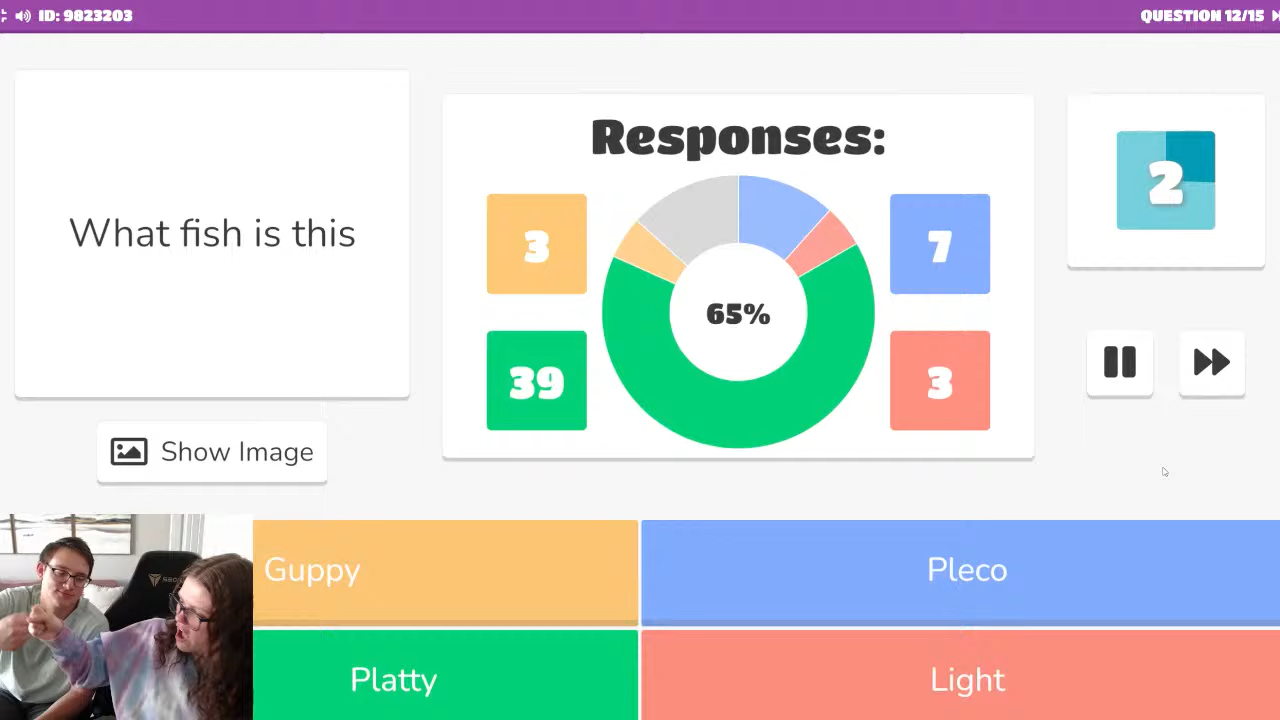 ID: 9823203
QUESTION 12/15
What fish is this
Show Image
Responses:
3
7
65%
39
3
2
Guppy
Pleco
Platty
Light